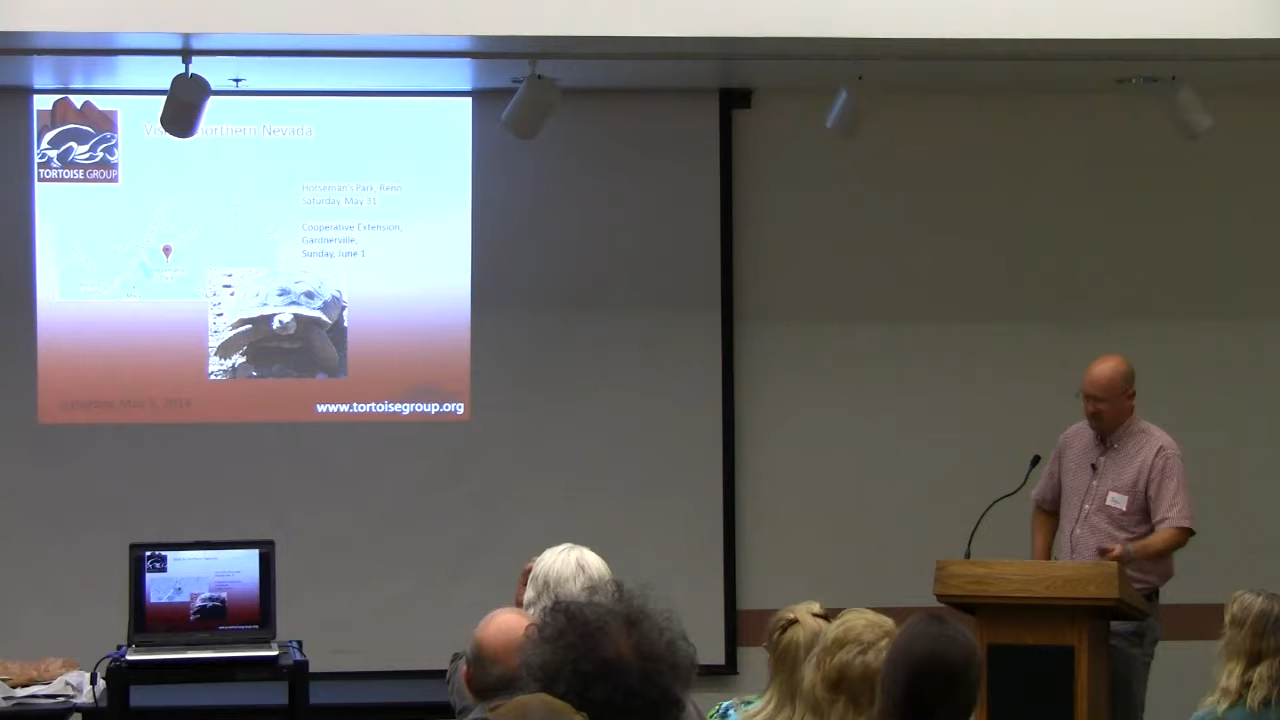 TORTOISE GROUP
Northern Nevada
Horseman's Park, Reno
Saturday, May 31
Cooperative Extension,
Gardnerville,
Sunday, June 1
www.tortoisegroup.org